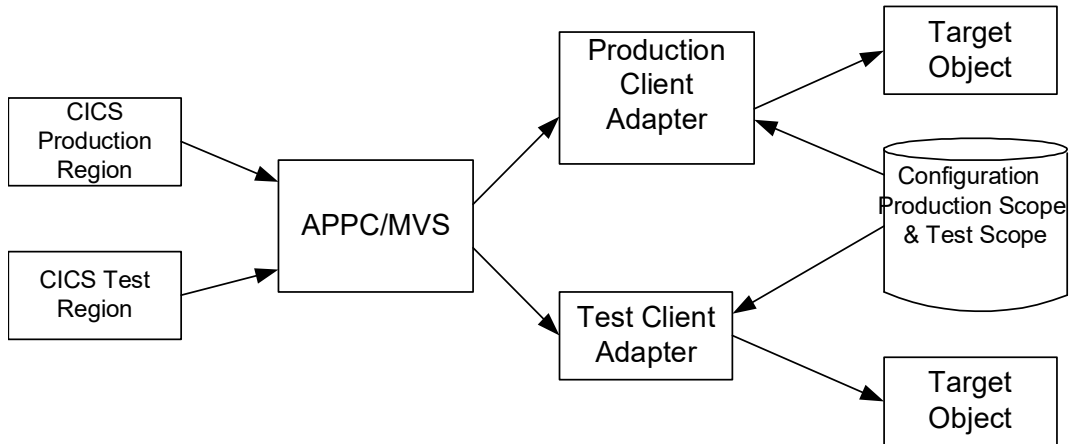 CICS
Production
Region
CICS Test
Region
APPC/MVS
Production
Client
Adapter
Test Client
Adapter
Target
Object
Configuration
Production Scope
& Test Scope
Target
Object